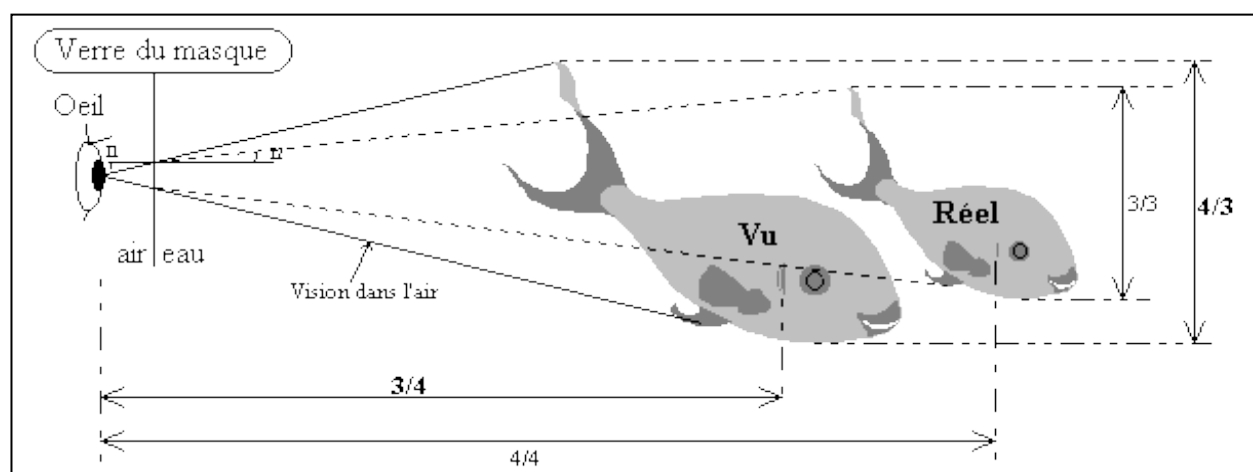 Verre du masque
Oeil
n
n'
Vu
Réel
3/3
4/3
air eau
Vision dans l'air
3/4
4/4